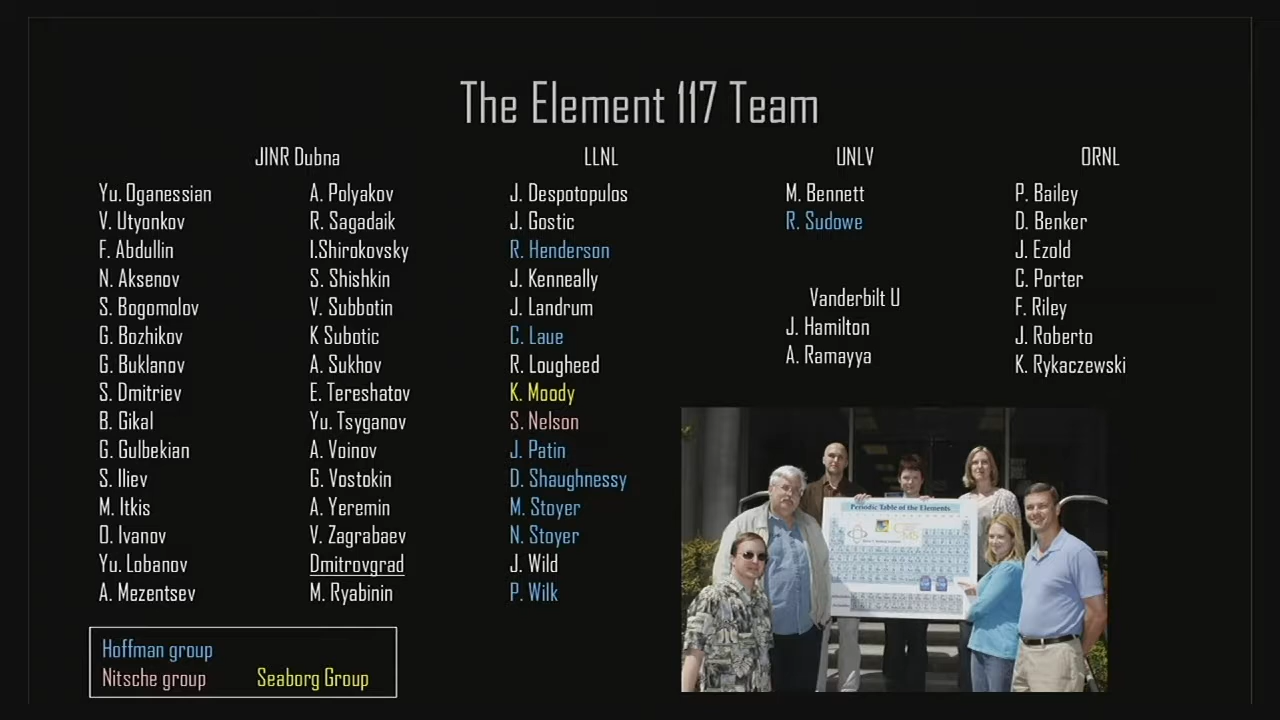 The Element 117 Team
JINR Dubna
Yu. Oganessian
V. Utyonkov
F. Abdullin
N. Aksenov
S. Bogomolov
G. Bozhikov
G. Buklanov
S. Dmitriev
B. Gikal
G. Gulbekian
S. Iliev
M. Itkis
O. Ivanov
Yu. Lobanov
A. Mezentsev
A. Polyakov
R. Sagadaik
I.Shirokovsky
S. Shishkin
V. Subbotin
K Subotic
A. Sukhov
E. Tereshatov
Yu. Tsyganov
A. Voinov
G. Vostokin
A. Yeremin
V. Zagrabaev
Dmitrovgrad
M. Ryabinin
LLNL
J. Despotopulos
J. Gostic
R. Henderson
J. Kenneally
J. Landrum
C. Laue
R. Lougheed
K. Moody
S. Nelson
J. Patin
D. Shaughnessy
M. Stoyer
N. Stoyer
J. Wild
P. Wilk
UNLV
M. Bennett
R. Sudowe
Vanderbilt U
J. Hamilton
A. Ramayya
ORNL
P. Bailey
D. Benker
J. Ezold
C. Porter
F. Riley
J. Roberto
K. Rykaczewski
Periodic Table of the Elements
Hoffman group
Nitsche group Seaborg Group